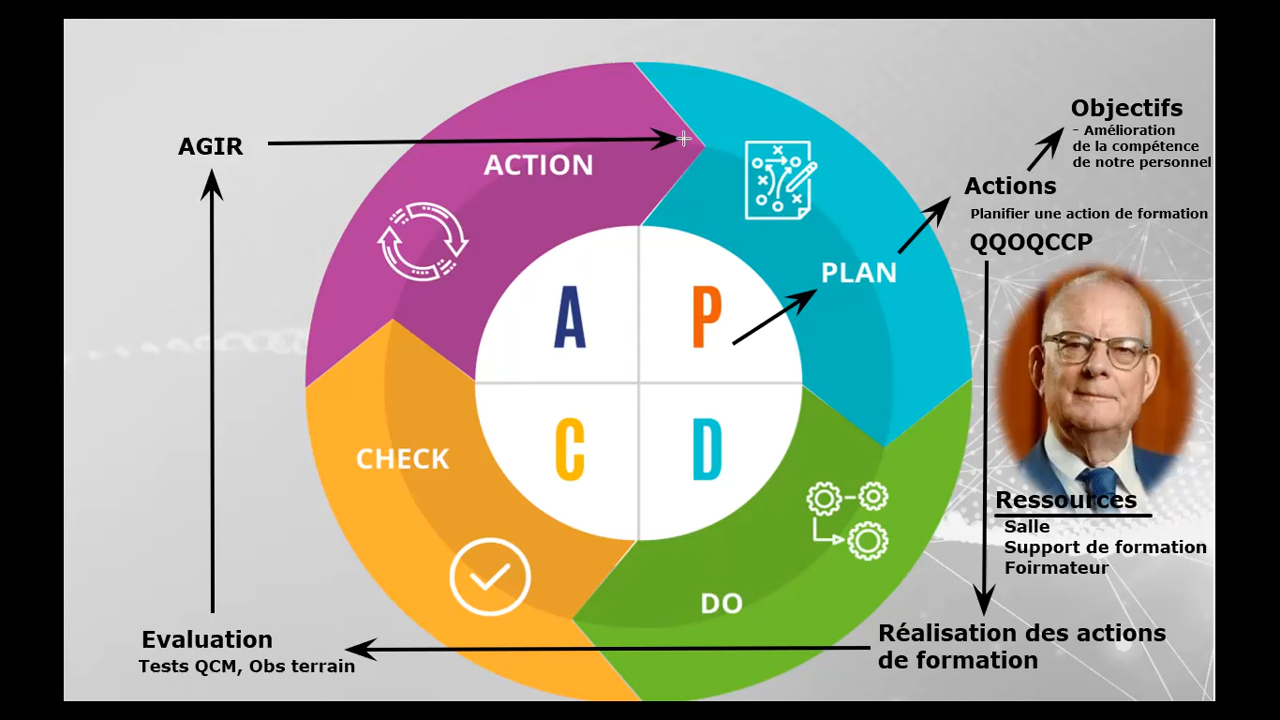 AGIR
ACTION
Objectifs
- Amélioration
de la compétence
de notre personnel
Actions
Planifier une action de formation
QQOQCCP
PLAN
A
P
C
D
CHECK
DO
Ressources
Salle
Support de formation
Foirmateur
Evaluation
Tests QCM, Obs terrain
Réalisation des actions
de formation